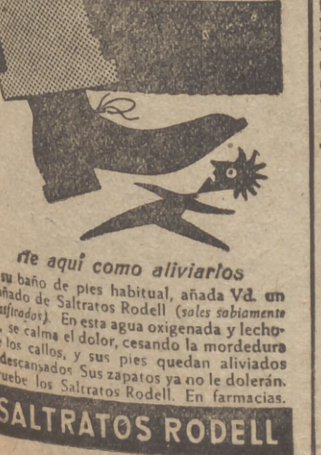 He aquí como aliviarlos
su baño de pies habitual, añada Vd. un
ñado de Saltratos Rodell (sales sabiamente
sificadas). En esta agua oxigenada y lecho-
, se calma el dolor, cesando la mordedura
e los callos, y sus pies quedan aliviados
descansados Sus zapatos ya no le dolerán.
uebe los Saltratos Rodell. En farmacias.
SALTRATOS RODELL